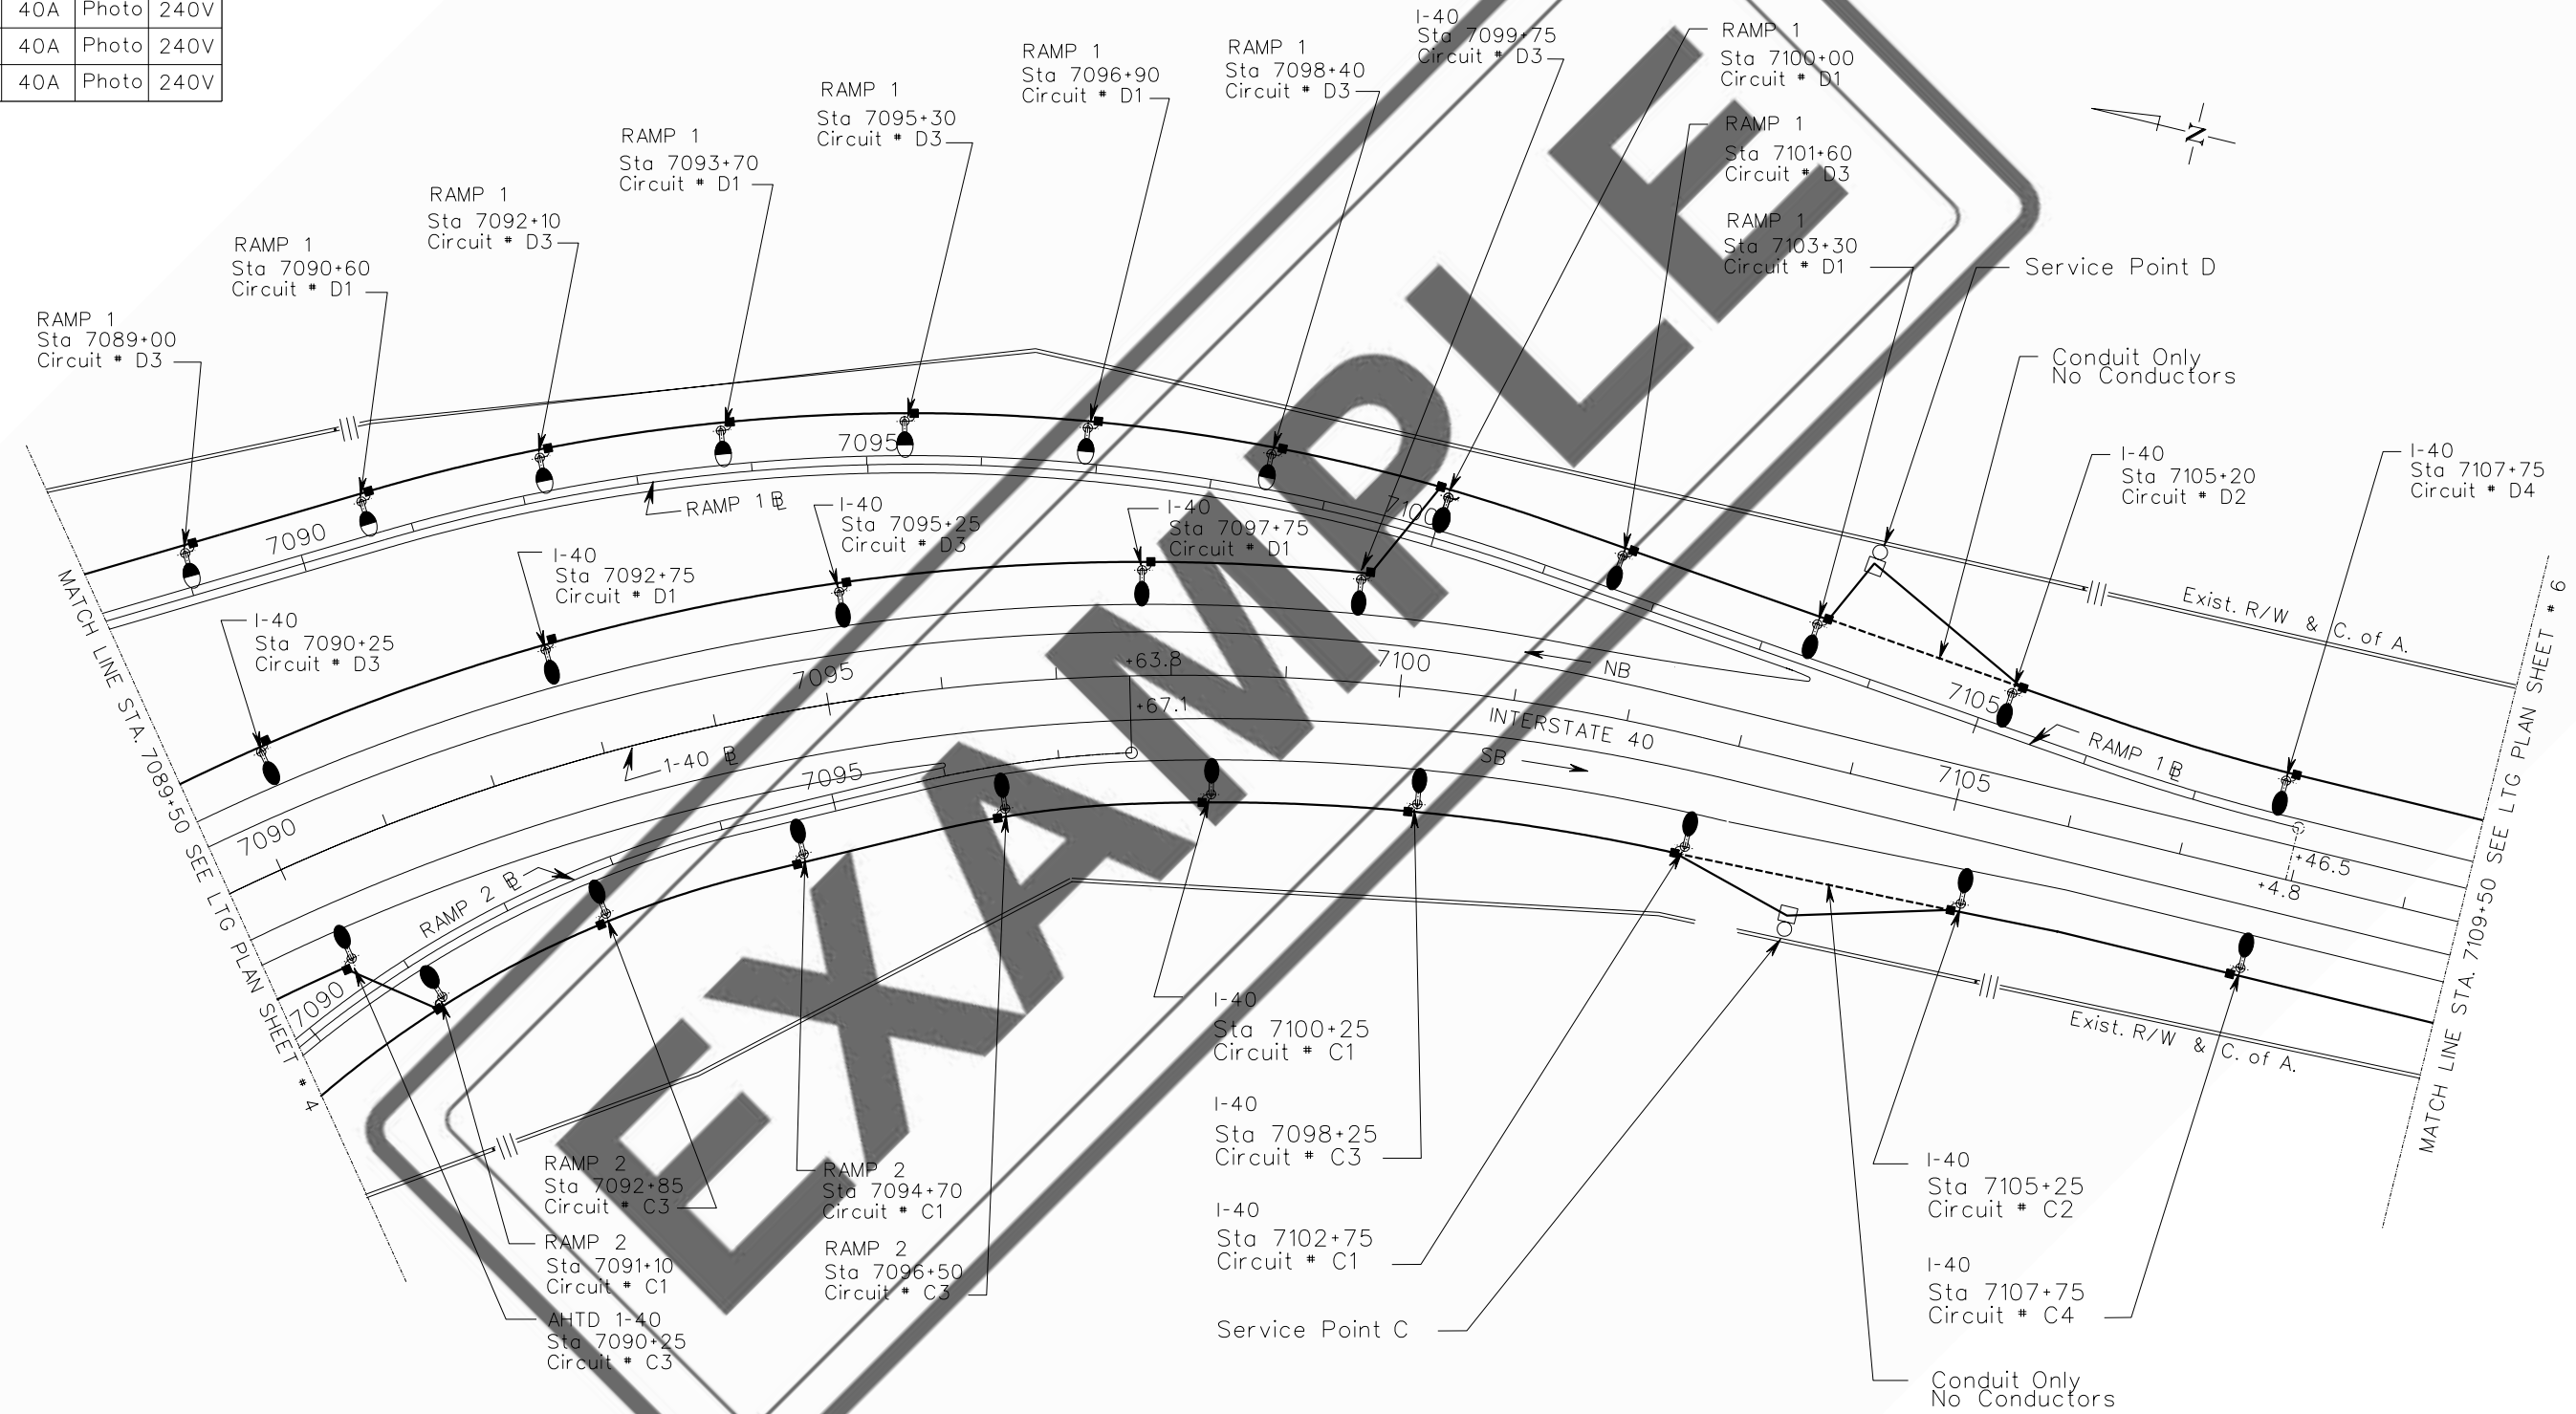 40A Photo 240V
40A Photo 240V
40A Photo 240V
I-40
Sta 7099+75
Circuit # D3
RAMP 1
Sta 7100+00
Circuit # D1
RAMP 1
Sta 7096+90
Circuit # D1
RAMP 1
Sta 7098+40
Circuit # D3
RAMP 1
Sta 7095+30
Circuit # D3
RAMP 1
Sta 7101+60
Circuit # D3
RAMP 1
Sta 7093+70
Circuit # D1
RAMP 1
Sta 7092+10
Circuit # D3
RAMP 1
Sta 7090+60
Circuit # D1
RAMP 1
Sta 7103+30
Circuit # D1
N
Service Point D
RAMP 1
Sta 7089+00
Circuit # D3
Conduit Only
No Conductors
I-40
Sta 7105+20
Circuit # D2
I-40
Sta 7107+75
Circuit # D4
7090
7095
7100
7105
RAMP 1 BL
I-40
Sta 7095+25
Circuit # D3
I-40
Sta 7097+75
Circuit # D1
I-40
Sta 7092+75
Circuit # D1
I-40
Sta 7090+25
Circuit # D3
Exist. R/W & C. of A.
MATCH LINE STA. 7089+50 SEE LTG PLAN SHEET # 4
MATCH LINE STA. 7109+50 SEE LTG PLAN SHEET # 6
+63.8
+67.1
7090
7095
7100
7105
NB
INTERSTATE 40
SB
RAMP 1 BL
1-40 BL
7095
7090
RAMP 2 BL
+46.5
+4.8
Exist. R/W & C. of A.
EXAMPLE
I-40
Sta 7100+25
Circuit # C1
I-40
Sta 7098+25
Circuit # C3
I-40
Sta 7102+75
Circuit # C1
Service Point C
RAMP 2
Sta 7092+85
Circuit # C3
RAMP 2
Sta 7094+70
Circuit # C1
RAMP 2
Sta 7091+10
Circuit # C1
RAMP 2
Sta 7096+50
Circuit # C3
AHTD 1-40
Sta 7090+25
Circuit # C3
I-40
Sta 7105+25
Circuit # C2
I-40
Sta 7107+75
Circuit # C4
Conduit Only
No Conductors